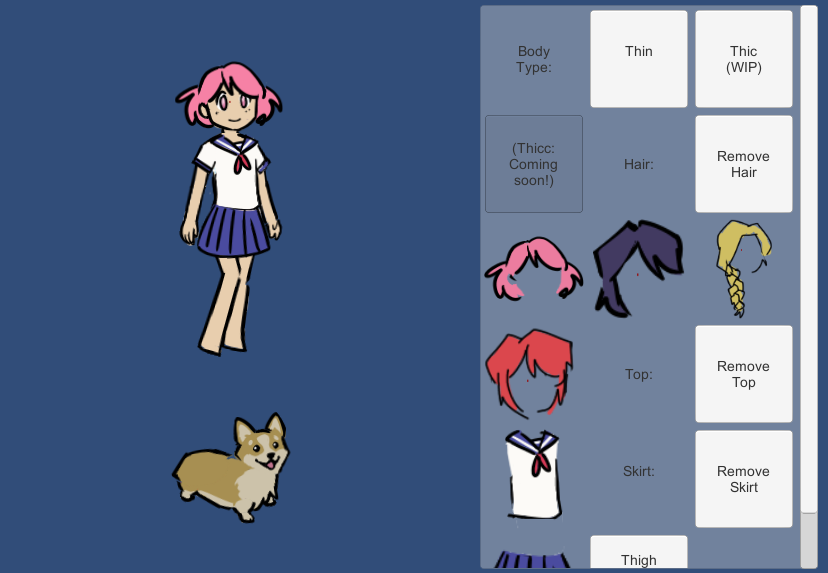 Body
Type:
Thin
Thic
(WIP)
(Thicc:
Coming
soon!)
Hair:
Remove
Hair
Top:
Remove
Top
Skirt:
Remove
Skirt
Thigh